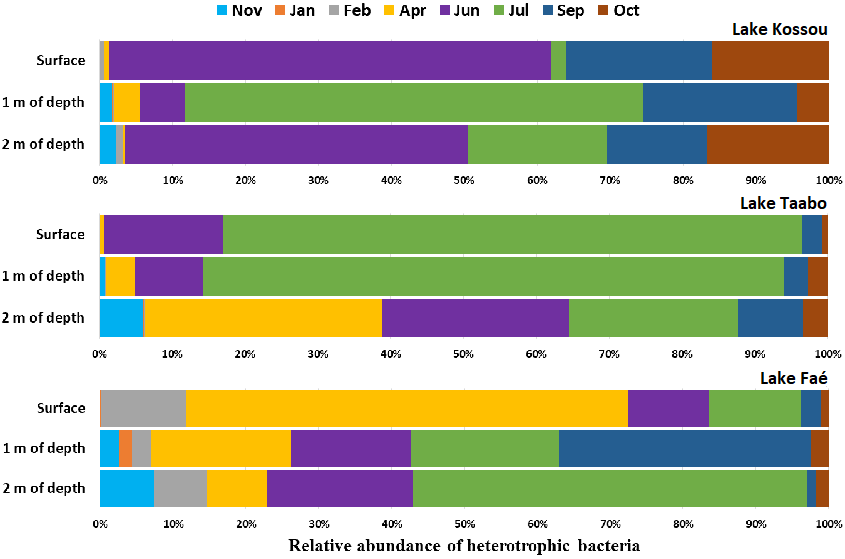 Nov Jan Feb Apr Jun Jul Sep Oct
Lake Kossou
Surface
1 m of depth
2 m of depth
0% 10% 20% 30% 40% 50% 60% 70% 80% 90% 100%
Lake Taabo
Surface
1 m of depth
2 m of depth
0% 10% 20% 30% 40% 50% 60% 70% 80% 90% 100%
Lake Faé
Surface
1 m of depth
2 m of depth
0% 10% 20% 30% 40% 50% 60% 70% 80% 90% 100%
Relative abundance of heterotrophic bacteria